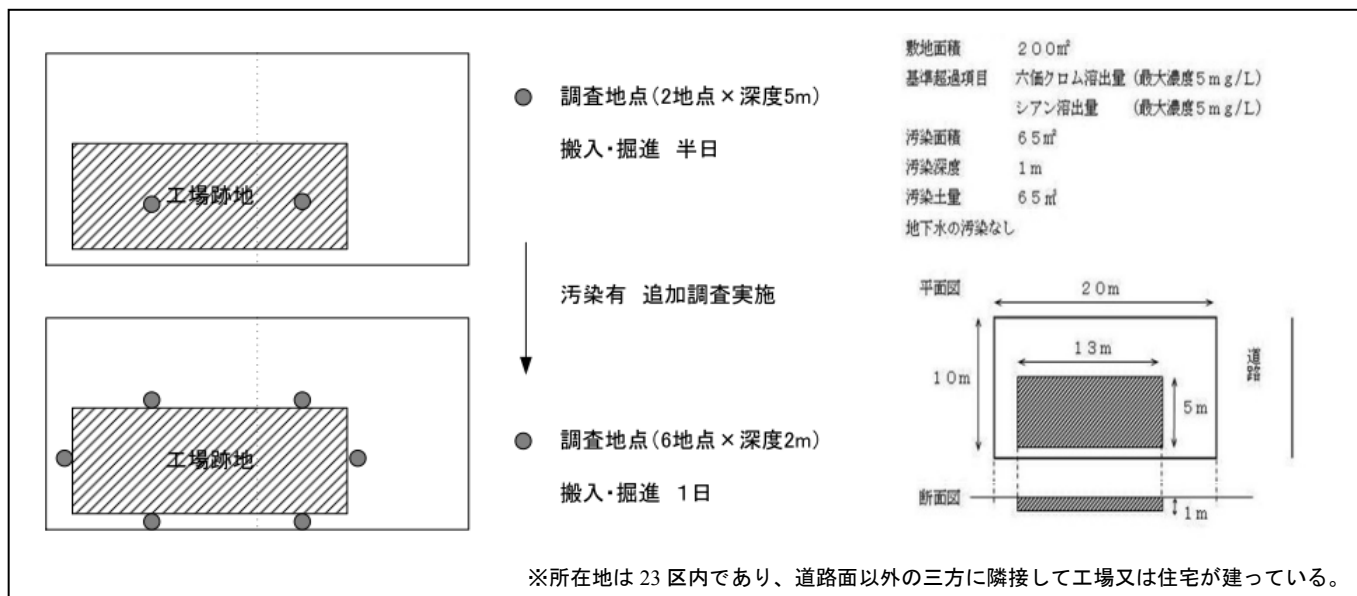 工場跡地
調査地点(2地点×深度5m)
搬入・掘進 半日
汚染有 追加調査実施
工場跡地
調査地点(6地点×深度2m)
搬入・掘進 1日
敷地面積 200㎡
基準超過項目 六価クロム溶出量 (最大濃度5mg/L)
シアン溶出量 (最大濃度5mg/L)
汚染面積 65㎡
汚染深度 1m
汚染土量 65㎥
地下水の汚染なし
平面図
20m
13m
10m
5m
道路
断面図
1m
※所在地は 23 区内であり、道路面以外の三方に隣接して工場又は住宅が建っている。